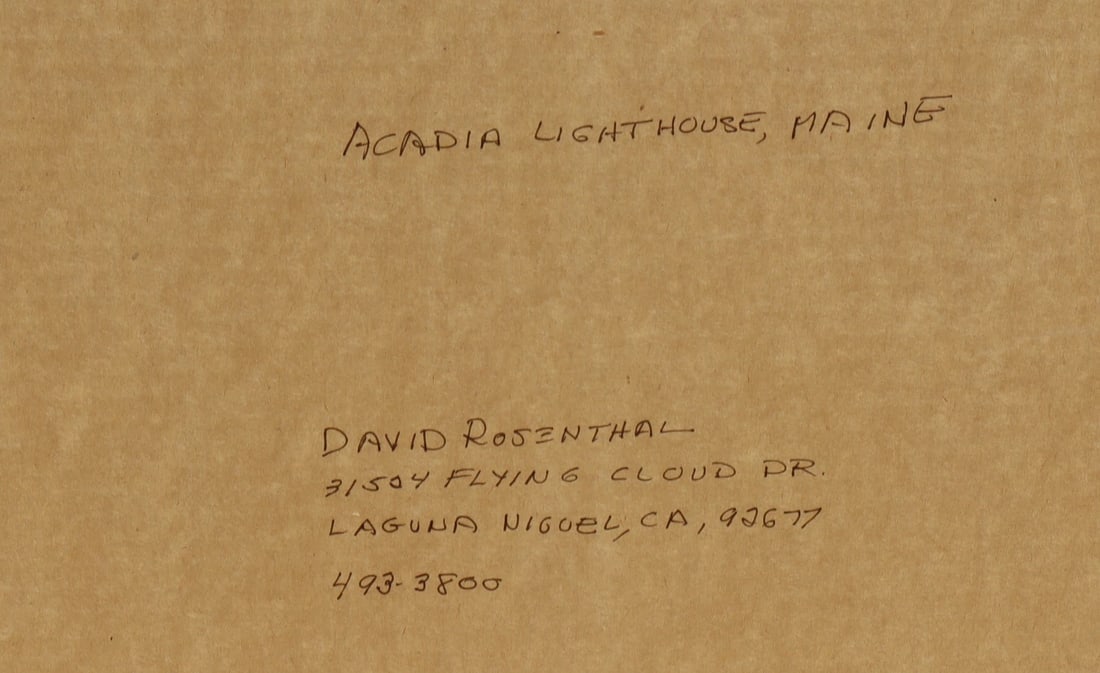 ACADIA LIGHTHOUSE, MAINE
DAVID ROSENTHAL
31504 FLYING CLOUD DR.
LAGUNA NIGUEL, CA, 92677
493-3800